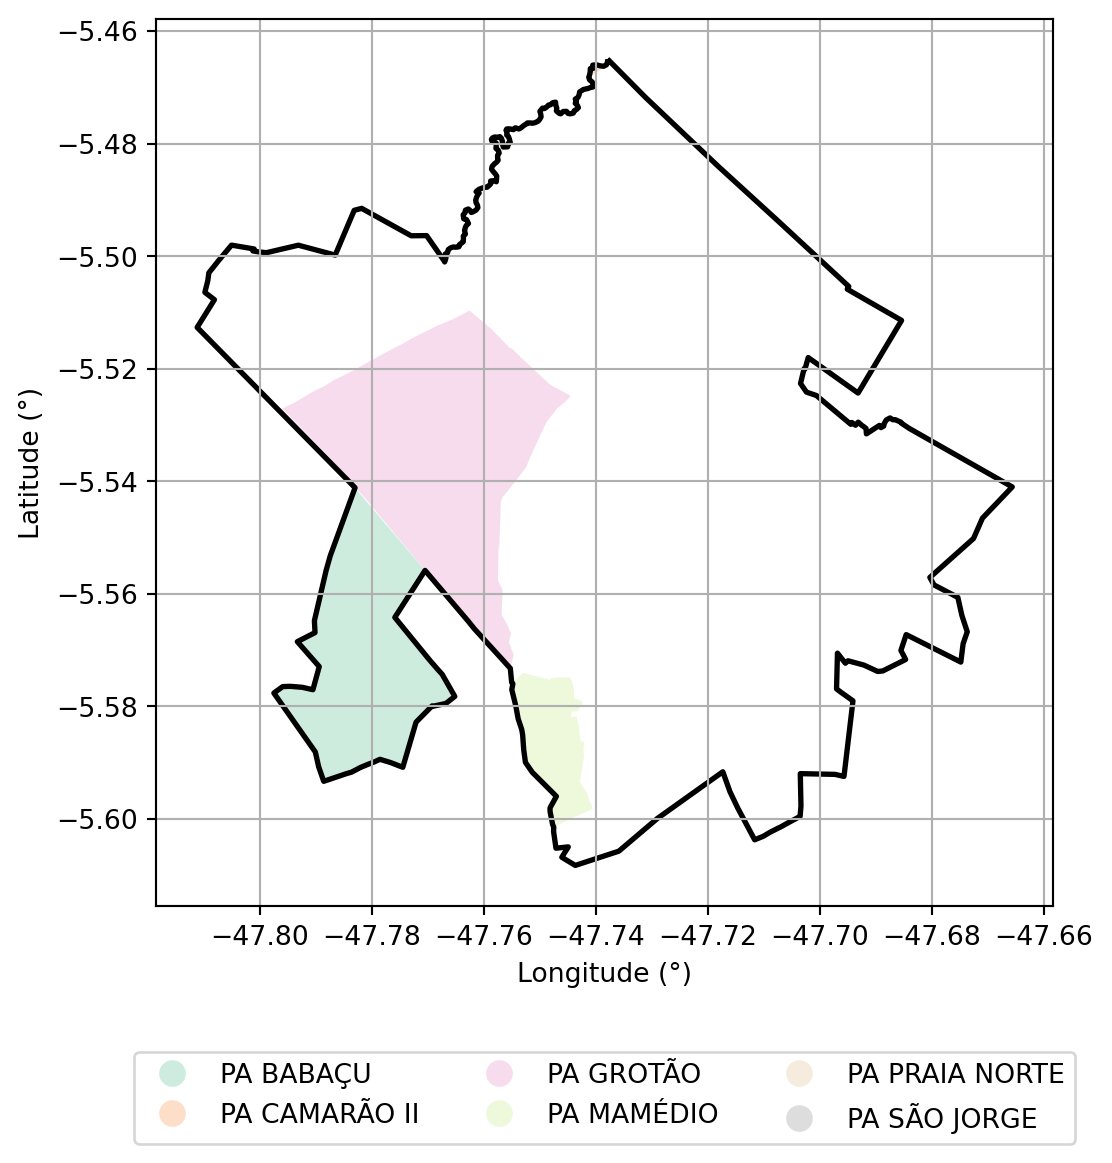 −5.46
−5.48
−5.50
−5.52
−5.54
−5.56
−5.58
−5.60
Latitude (°)
−47.80 −47.78 −47.76 −47.74 −47.72 −47.70 −47.68 −47.66
Longitude (°)
PA BABAÇU PA GROTÃO PA PRAIA NORTE
PA CAMARÃO II PA MAMÉDIO PA SÃO JORGE